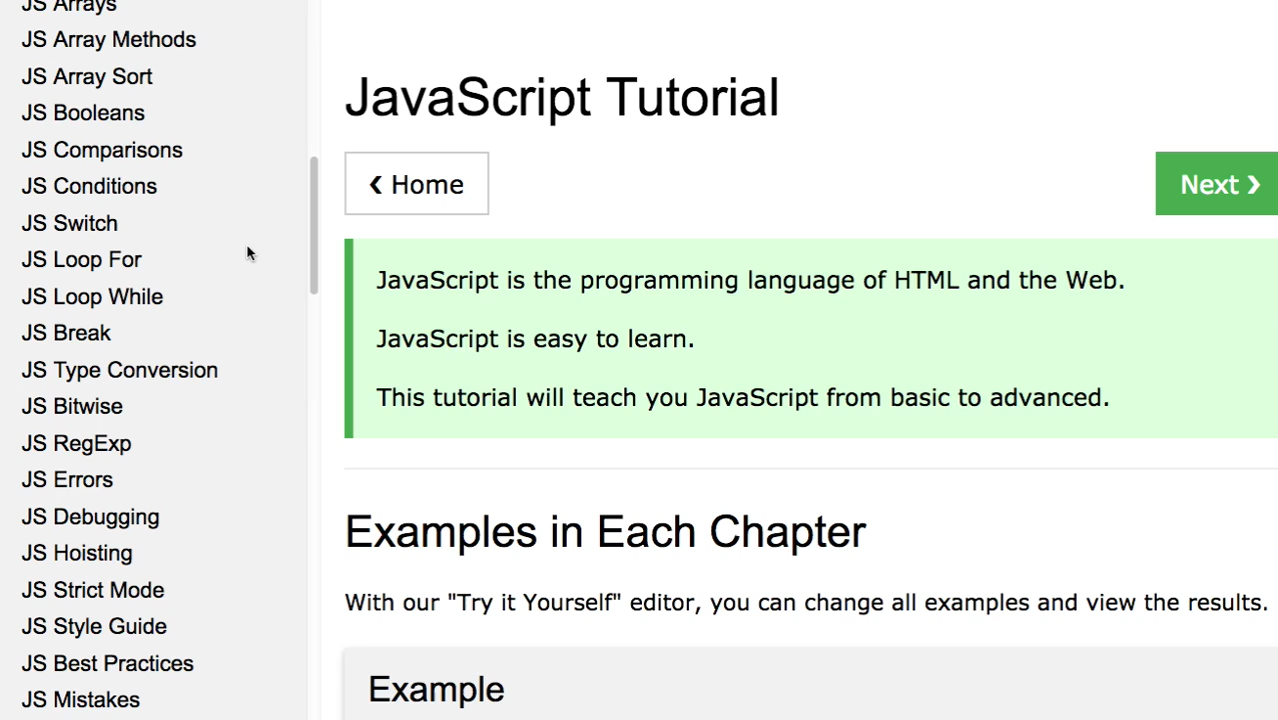 JS Arrays
JS Array Methods
JS Array Sort
JS Booleans
JS Comparisons
JS Conditions
JS Switch
JS Loop For
JS Loop While
JS Break
JS Type Conversion
JS Bitwise
JS RegExp
JS Errors
JS Debugging
JS Hoisting
JS Strict Mode
JS Style Guide
JS Best Practices
JS Mistakes
JavaScript Tutorial
❮ Home
Next ❯
JavaScript is the programming language of HTML and the Web.
JavaScript is easy to learn.
This tutorial will teach you JavaScript from basic to advanced.
Examples in Each Chapter
With our "Try it Yourself" editor, you can change all examples and view the results.
Example